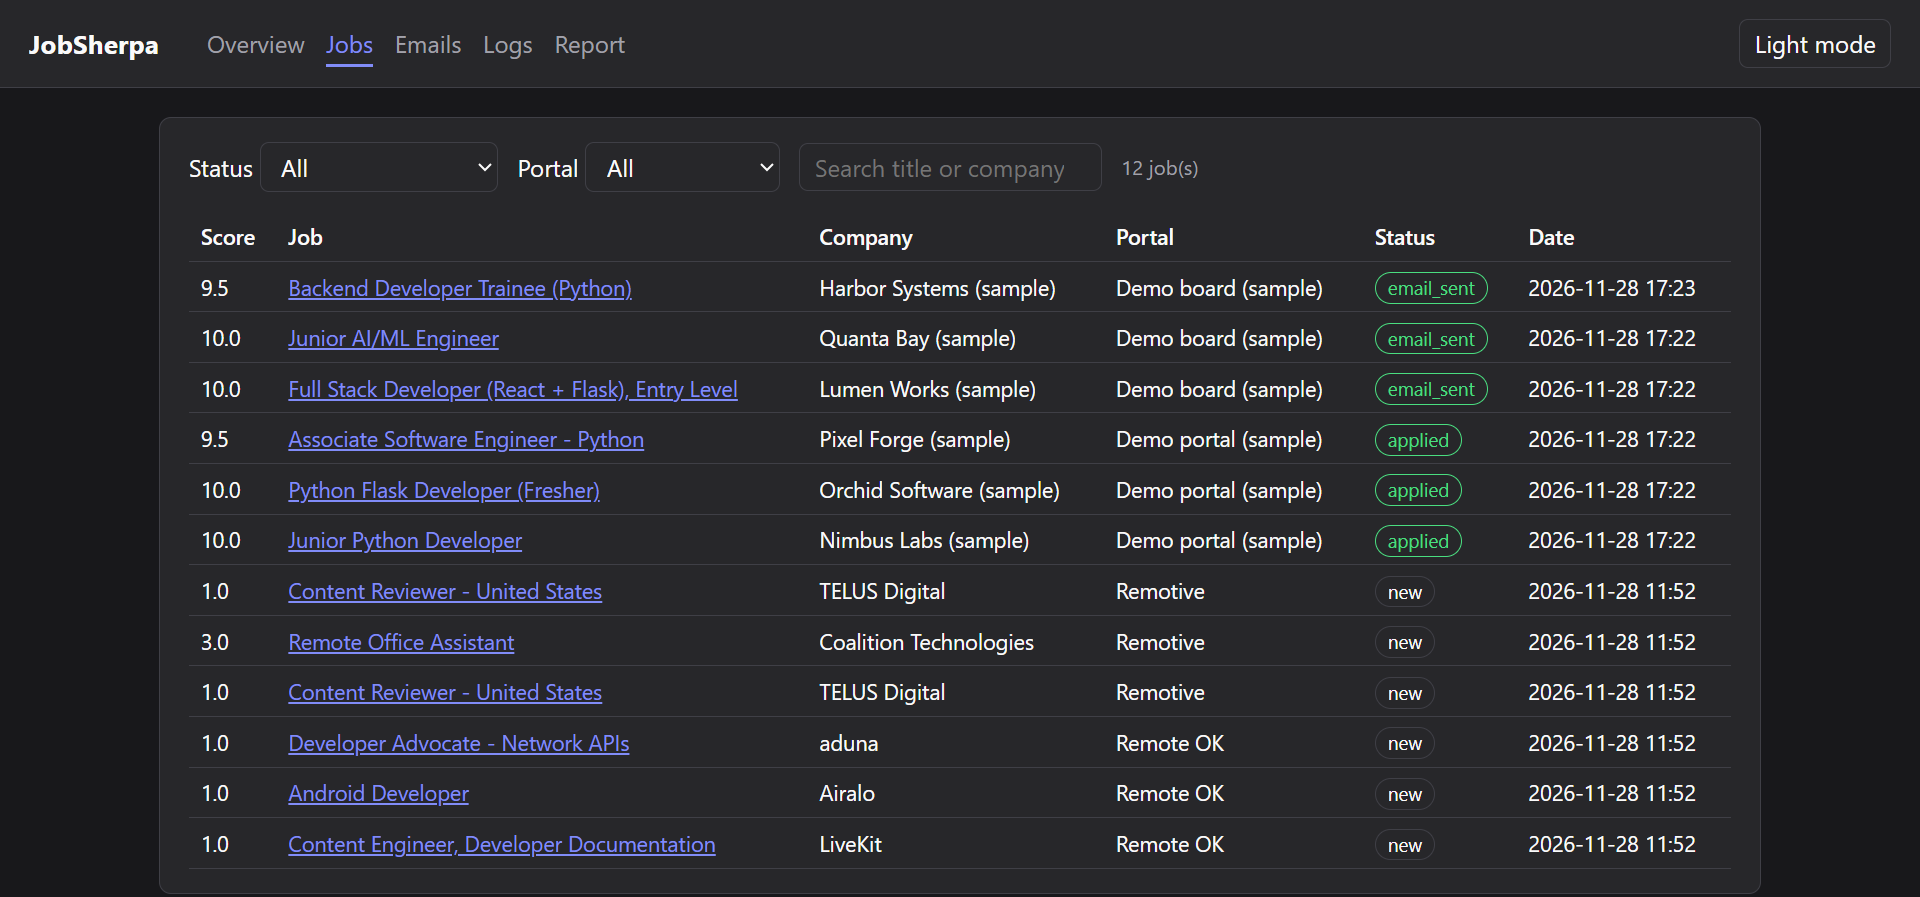 JobSherpa Overview Jobs Emails Logs Report Light mode
Status All Portal All Search title or company 12 job(s)
Score Job Company Portal Status Date
9.5 Backend Developer Trainee (Python) Harbor Systems (sample) Demo board (sample) email_sent 2026-11-28 17:23
10.0 Junior AI/ML Engineer Quanta Bay (sample) Demo board (sample) email_sent 2026-11-28 17:22
10.0 Full Stack Developer (React + Flask), Entry Level Lumen Works (sample) Demo board (sample) email_sent 2026-11-28 17:22
9.5 Associate Software Engineer - Python Pixel Forge (sample) Demo portal (sample) applied 2026-11-28 17:22
10.0 Python Flask Developer (Fresher) Orchid Software (sample) Demo portal (sample) applied 2026-11-28 17:22
10.0 Junior Python Developer Nimbus Labs (sample) Demo portal (sample) applied 2026-11-28 17:22
1.0 Content Reviewer - United States TELUS Digital Remotive new 2026-11-28 11:52
3.0 Remote Office Assistant Coalition Technologies Remotive new 2026-11-28 11:52
1.0 Content Reviewer - United States TELUS Digital Remotive new 2026-11-28 11:52
1.0 Developer Advocate - Network APIs aduna Remote OK new 2026-11-28 11:52
1.0 Android Developer Airalo Remote OK new 2026-11-28 11:52
1.0 Content Engineer, Developer Documentation LiveKit Remote OK new 2026-11-28 11:52